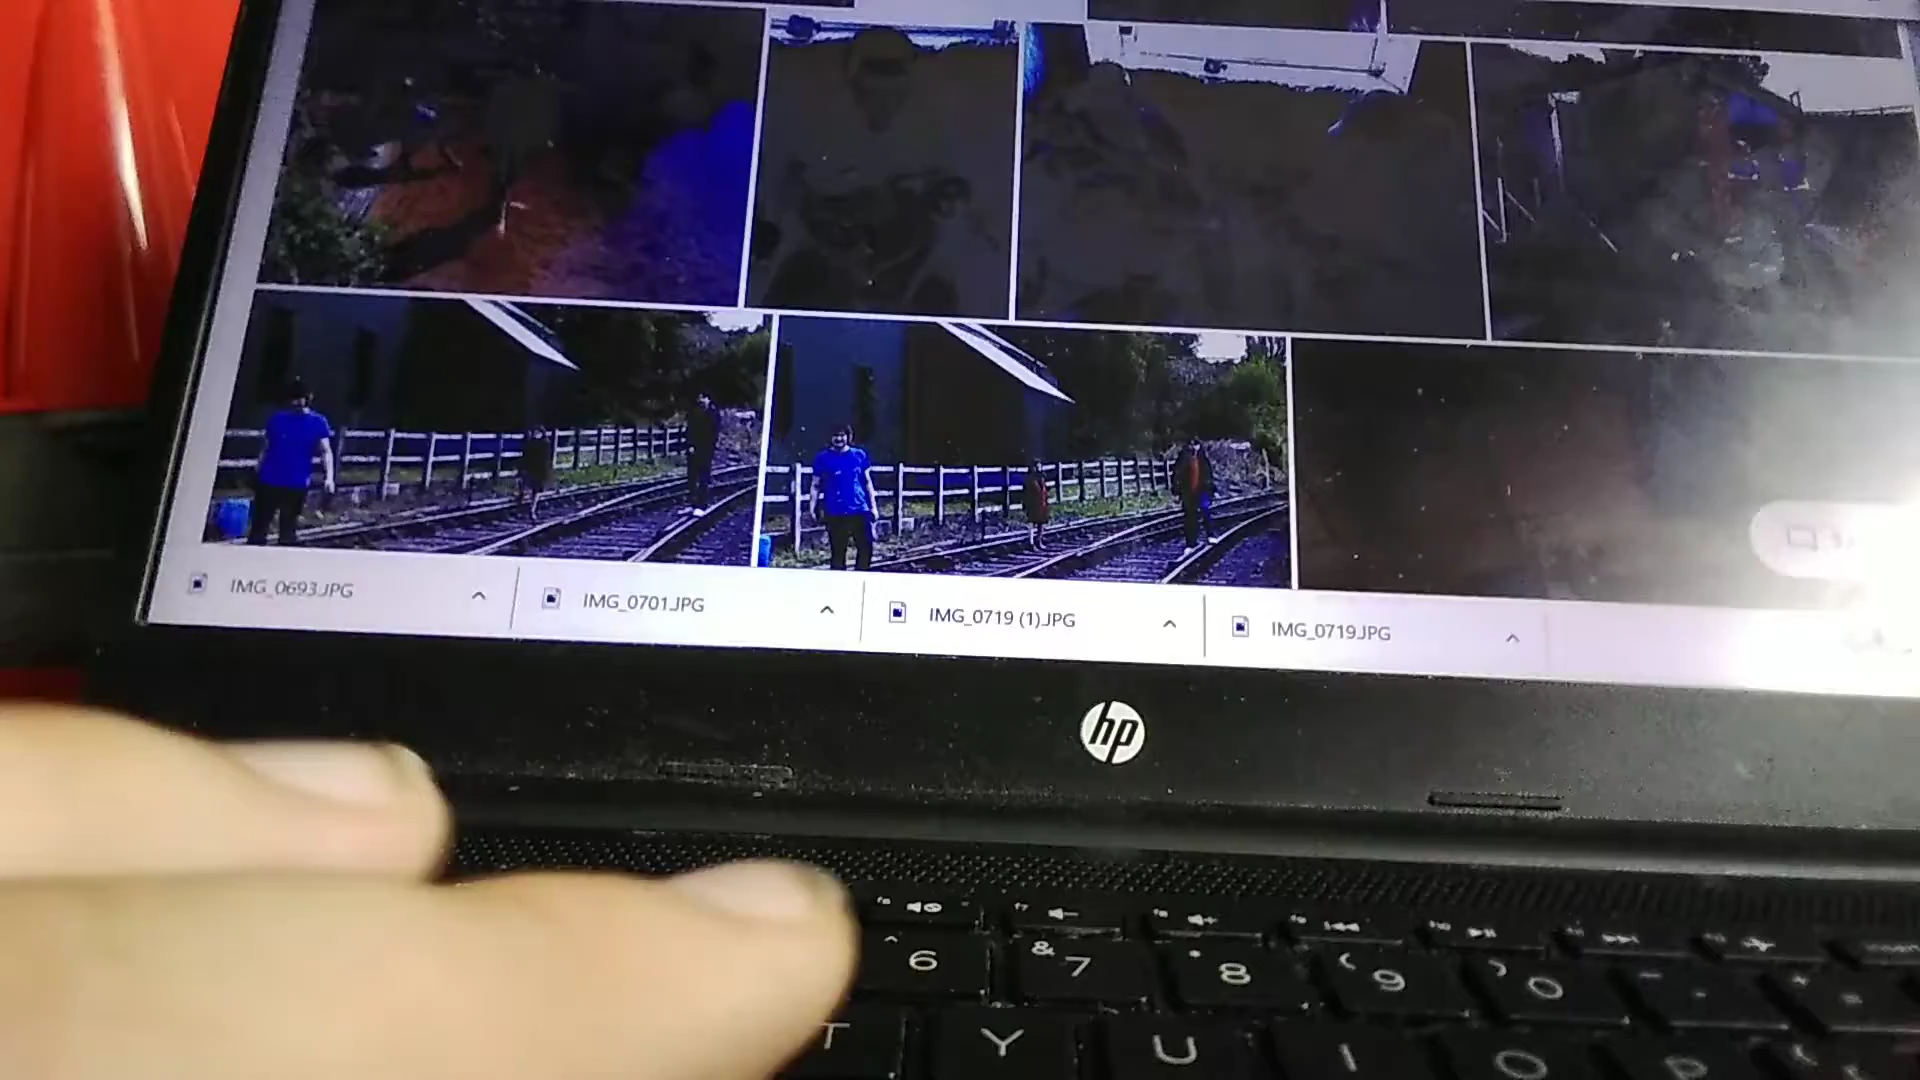 IMG_0693.JPG
IMG_0701.JPG
IMG_0719 (1).JPG
IMG_0719.JPG
hp
^ 6
& 7
* 8
( 9
) 0
T Y U I O P